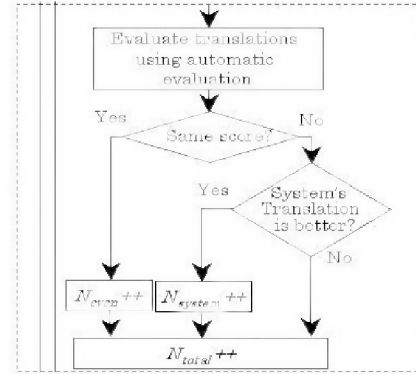 Evaluate translations
using automatic
evaluation
Yes
No
Same score?
Yes
System's
Translation
is better?
No
N_even ++
N_system ++
N_total ++